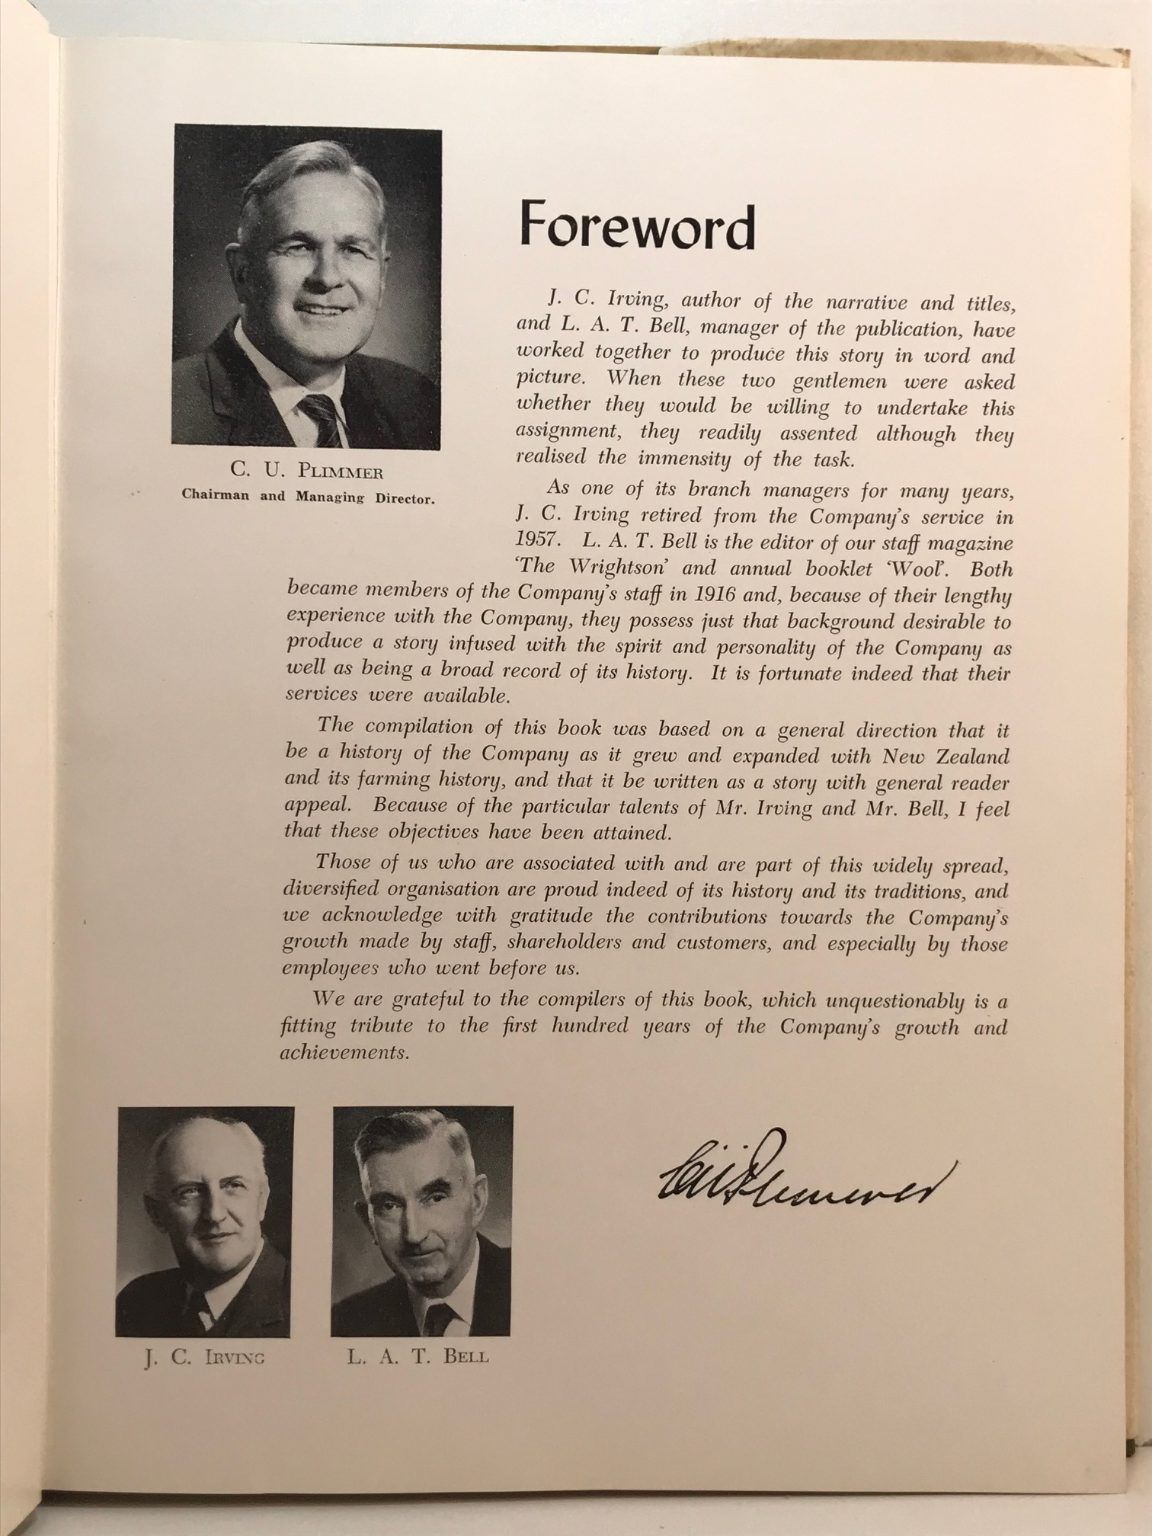 C. U. PLIMMER
Chairman and Managing Director.
Foreword
J. C. Irving, author of the narrative and titles,
and L. A. T. Bell, manager of the publication, have
worked together to produce this story in word and
picture. When these two gentlemen were asked
whether they would be willing to undertake this
assignment, they readily assented although they
realised the immensity of the task.
As one of its branch managers for many years,
J. C. Irving retired from the Company's service in
1957. L. A. T. Bell is the editor of our staff magazine
'The Wrightson' and annual booklet 'Wool'. Both
became members of the Company's staff in 1916 and, because of their lengthy
experience with the Company, they possess just that background desirable to
produce a story infused with the spirit and personality of the Company as
well as being a broad record of its history. It is fortunate indeed that their
services were available.
The compilation of this book was based on a general direction that it
be a history of the Company as it grew and expanded with New Zealand
and its farming history, and that it be written as a story with general reader
appeal. Because of the particular talents of Mr. Irving and Mr. Bell, I feel
that these objectives have been attained.
Those of us who are associated with and are part of this widely spread,
diversified organisation are proud indeed of its history and its traditions, and
we acknowledge with gratitude the contributions towards the Company's
growth made by staff, shareholders and customers, and especially by those
employees who went before us.
We are grateful to the compilers of this book, which unquestionably is a
fitting tribute to the first hundred years of the Company's growth and
achievements.
C. U. Plimmer
J. C. IRVING
L. A. T. BELL